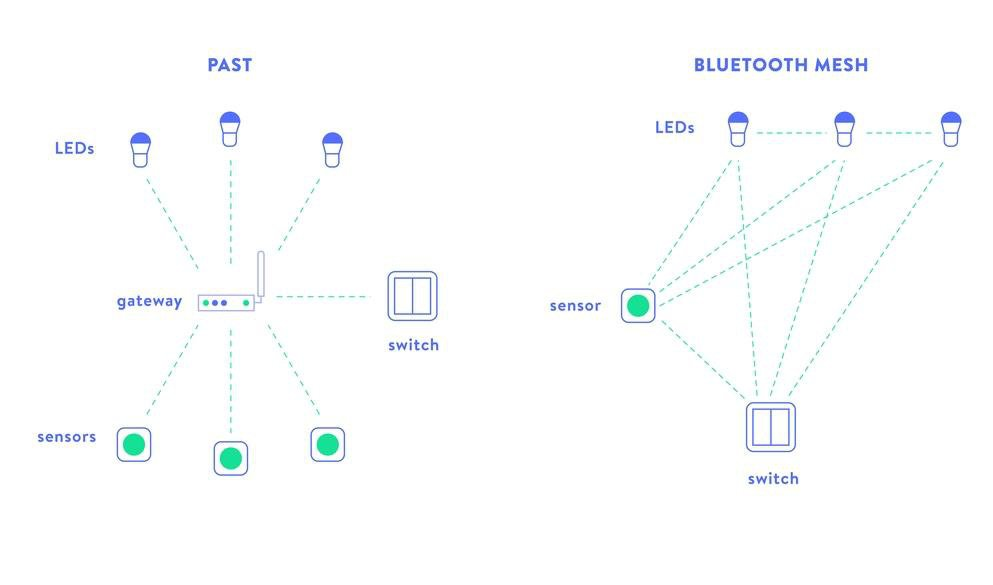 PAST
LEDs
gateway
switch
sensors
BLUETOOTH MESH
LEDs
sensor
switch